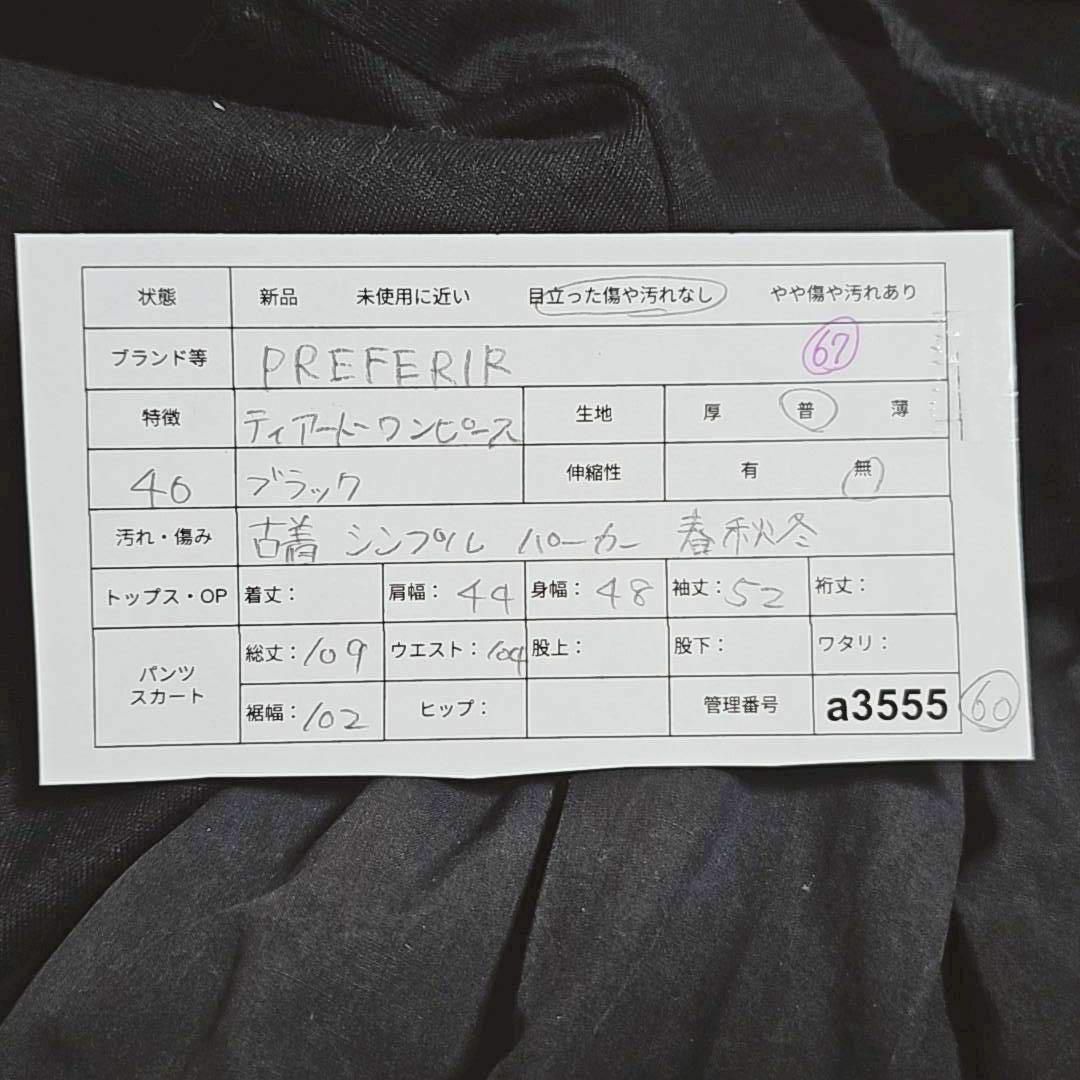 状態 新品 未使用に近い 目立った傷や汚れなし やや傷や汚れあり
ブランド等 PREFERIR 67
特徴 ティアードワンピース 生地 厚 普 薄
40 ブラック 伸縮性 有 無
汚れ・傷み 古着 シンプル パーカー 春秋冬
トップス・OP 着丈： 肩幅：44 身幅：48 袖丈：52 裄丈：
パンツ スカート 総丈：109 ウエスト：104 股上： 股下： ワタリ：
裾幅：102 ヒップ： 管理番号 a3555 60